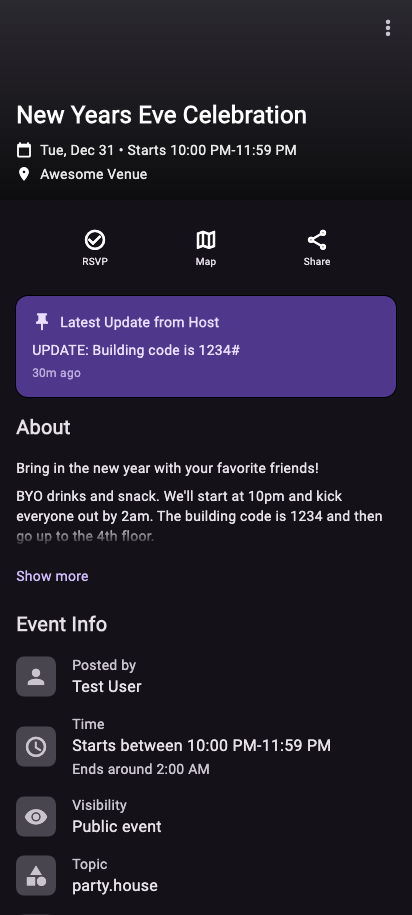 New Years Eve Celebration
Tue, Dec 31 • Starts 10:00 PM-11:59 PM
Awesome Venue
RSVP
Map
Share
Latest Update from Host
UPDATE: Building code is 1234#
30m ago
About
Bring in the new year with your favorite friends!
BYO drinks and snack. We'll start at 10pm and kick
everyone out by 2am. The building code is 1234 and then
go up to the 4th floor.
Show more
Event Info
Posted by
Test User
Time
Starts between 10:00 PM-11:59 PM
Ends around 2:00 AM
Visibility
Public event
Topic
party.house